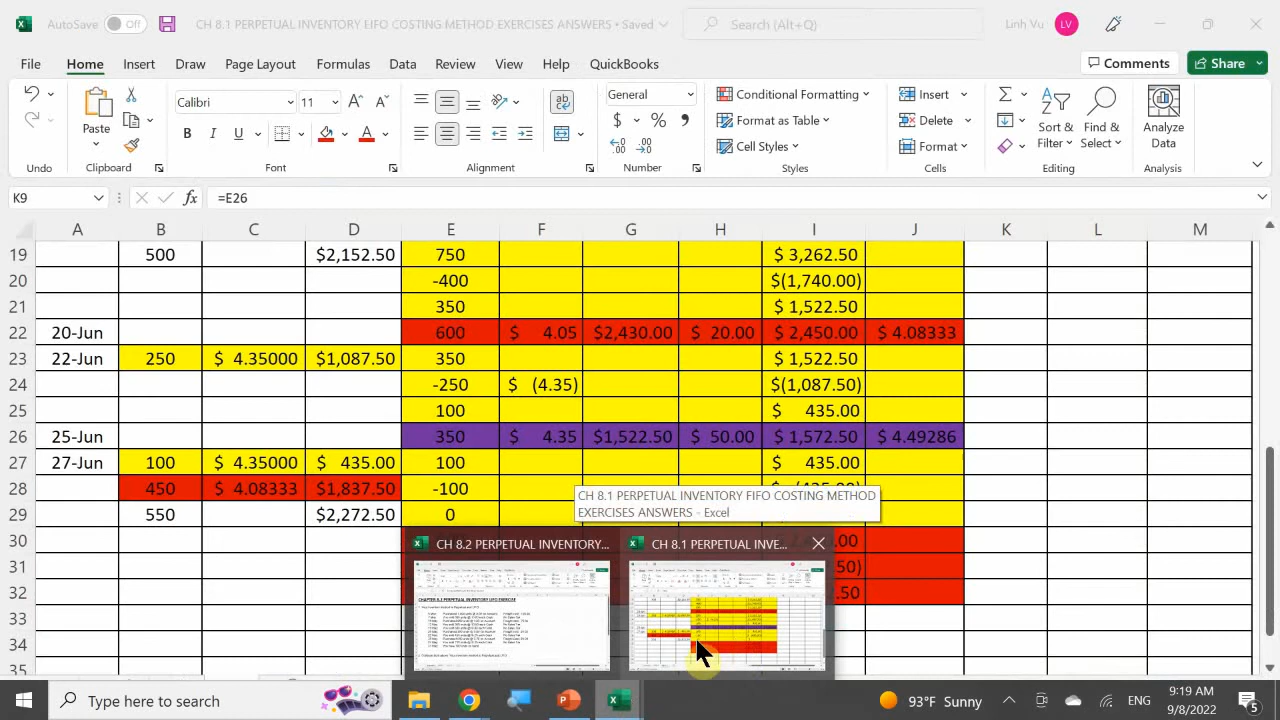 AutoSave Off CH 8.1 PERPETUAL INVENTORY FIFO COSTING METHOD EXERCISES ANSWERS • Saved Search (Alt+Q) Linh Vu LV
File Home Insert Draw Page Layout Formulas Data Review View Help QuickBooks Comments Share
Calibri 11 General Conditional Formatting Insert
Paste B I U $ % Format as Table Delete Sort & Filter Find & Select Analyze Data
Cell Styles Format
Undo Clipboard Font Alignment Number Styles Cells Editing Analysis
K9 fx =E26
A B C D E F G H I J K L M
19 500 $2,152.50 750 $ 3,262.50
20 -400 $(1,740.00)
21 350 $ 1,522.50
22 20-Jun 600 $ 4.05 $2,430.00 $ 20.00 $ 2,450.00 $ 4.08333
23 22-Jun 250 $ 4.35000 $1,087.50 350 $ 1,522.50
24 -250 $ (4.35) $(1,087.50)
25 100 $ 435.00
26 25-Jun 350 $ 4.35 $1,522.50 $ 50.00 $ 1,572.50 $ 4.49286
27 27-Jun 100 $ 4.35000 $ 435.00 100 $ 435.00
28 450 $ 4.08333 $1,837.50 -100
CH 8.1 PERPETUAL INVENTORY FIFO COSTING METHOD
EXERCISES ANSWERS - Excel
29 550 $2,272.50 0
30
31
32
33
34
35
CH 8.2 PERPETUAL INVENTORY... CH 8.1 PERPETUAL INVE...
Type here to search 93°F Sunny ENG 9:19 AM
9/8/2022 5